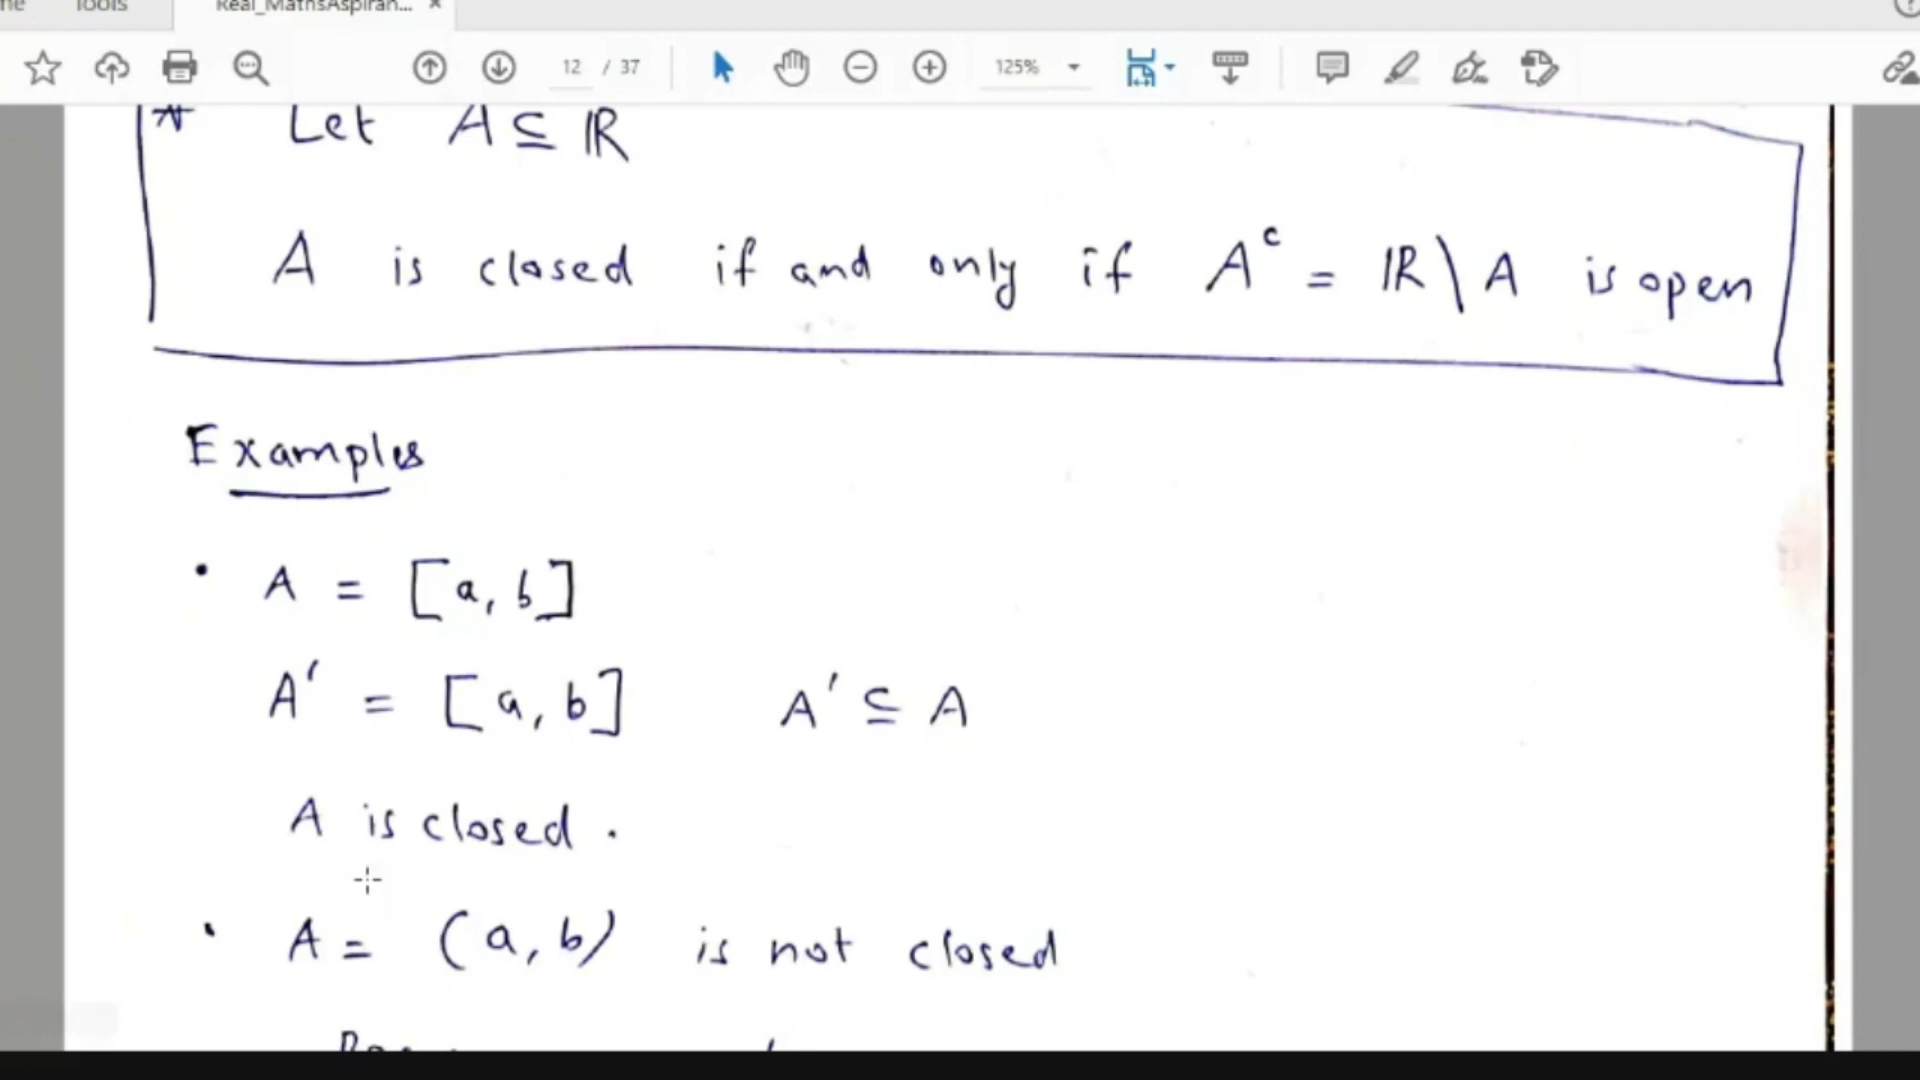 Tools
Real_MathsAspiran... ×
12 / 37
125%
* Let A ⊆ ℝ
A is closed if and only if Aᶜ = ℝ \ A is open
Examples
• A = [a, b]
A' = [a, b] A' ⊆ A
A is closed .
• A = (a, b) is not closed